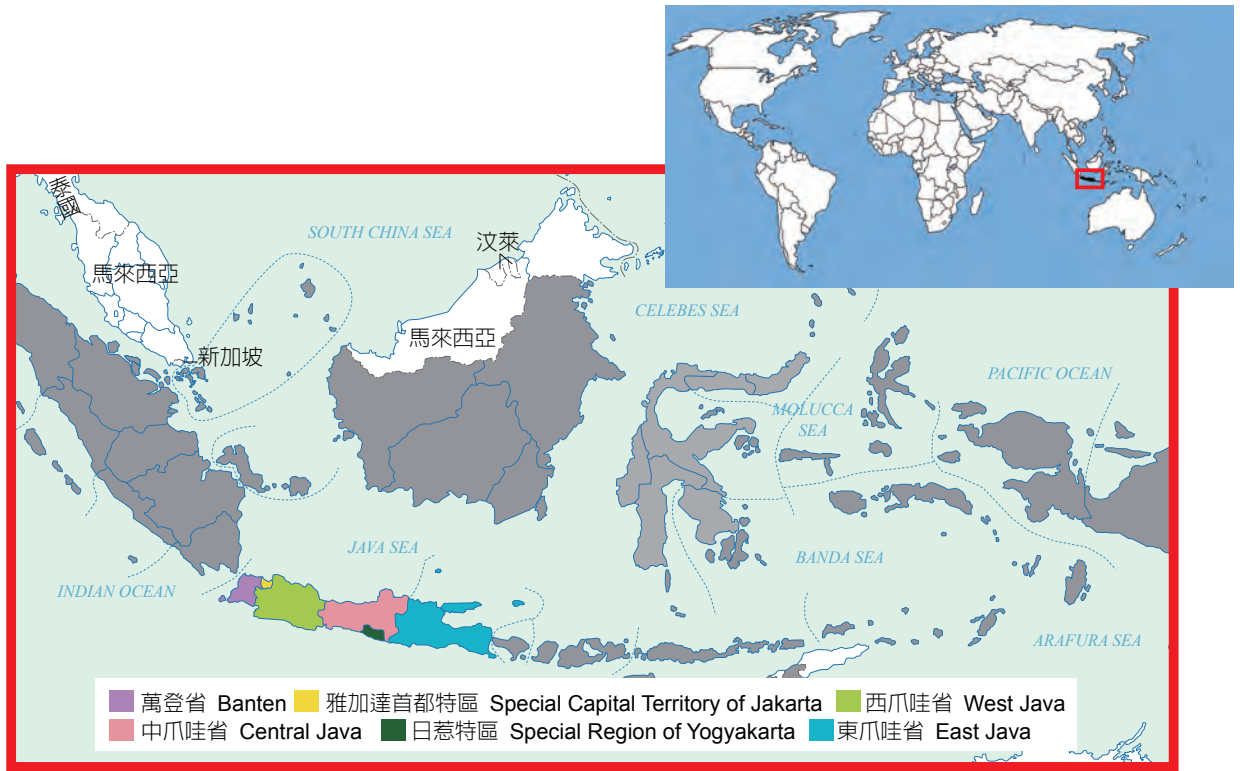 泰國
SOUTH CHINA SEA
汶萊
馬來西亞
CELEBES SEA
馬來西亞
新加坡
PACIFIC OCEAN
MOLUCCA
SEA
JAVA SEA
BANDA SEA
INDIAN OCEAN
ARAFURA SEA
萬登省 Banten 雅加達首都特區 Special Capital Territory of Jakarta 西爪哇省 West Java
中爪哇省 Central Java 日惹特區 Special Region of Yogyakarta 東爪哇省 East Java